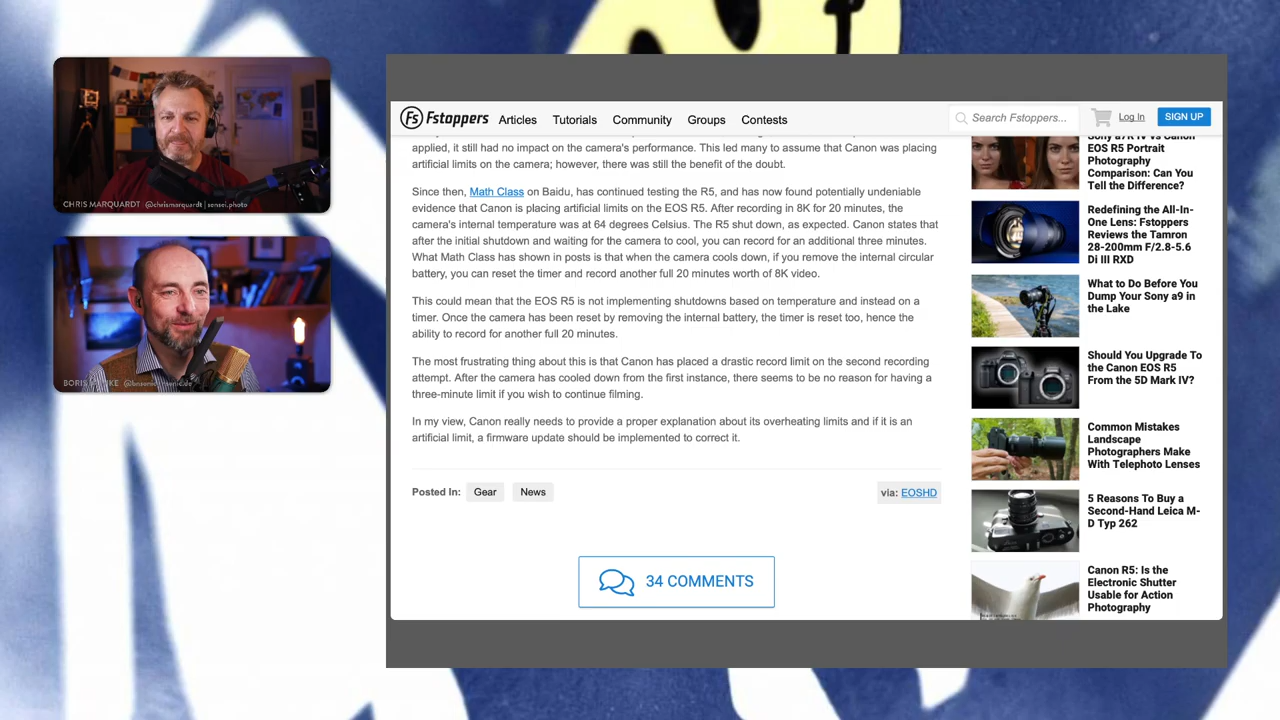 CHRIS MARQUARDT @chrismarquardt | sensei.photo
@bnsonic
Fs Fstoppers Articles Tutorials Community Groups Contests Search Fstoppers... Log In SIGN UP
applied, it still had no impact on the camera's performance. This led many to assume that Canon was placing
artificial limits on the camera; however, there was still the benefit of the doubt.
Since then, Math Class on Baidu, has continued testing the R5, and has now found potentially undeniable
evidence that Canon is placing artificial limits on the EOS R5. After recording in 8K for 20 minutes, the
camera's internal temperature was at 64 degrees Celsius. The R5 shut down, as expected. Canon states that
after the initial shutdown and waiting for the camera to cool, you can record for an additional three minutes.
What Math Class has shown in posts is that when the camera cools down, if you remove the internal circular
battery, you can reset the timer and record another full 20 minutes worth of 8K video.
This could mean that the EOS R5 is not implementing shutdowns based on temperature and instead on a
timer. Once the camera has been reset by removing the internal battery, the timer is reset too, hence the
ability to record for another full 20 minutes.
The most frustrating thing about this is that Canon has placed a drastic record limit on the second recording
attempt. After the camera has cooled down from the first instance, there seems to be no reason for having a
three-minute limit if you wish to continue filming.
In my view, Canon really needs to provide a proper explanation about its overheating limits and if it is an
artificial limit, a firmware update should be implemented to correct it.
Posted In: Gear News via: EOSHD
34 COMMENTS
Sony a7R IV vs Canon
EOS R5 Portrait
Photography
Comparison: Can You
Tell the Difference?
Redefining the All-In-
One Lens: Fstoppers
Reviews the Tamron
28-200mm F/2.8-5.6
Di III RXD
What to Do Before You
Dump Your Sony a9 in
the Lake
Should You Upgrade To
the Canon EOS R5
From the 5D Mark IV?
Common Mistakes
Landscape
Photographers Make
With Telephoto Lenses
5 Reasons To Buy a
Second-Hand Leica M-
D Typ 262
Canon R5: Is the
Electronic Shutter
Usable for Action
Photography